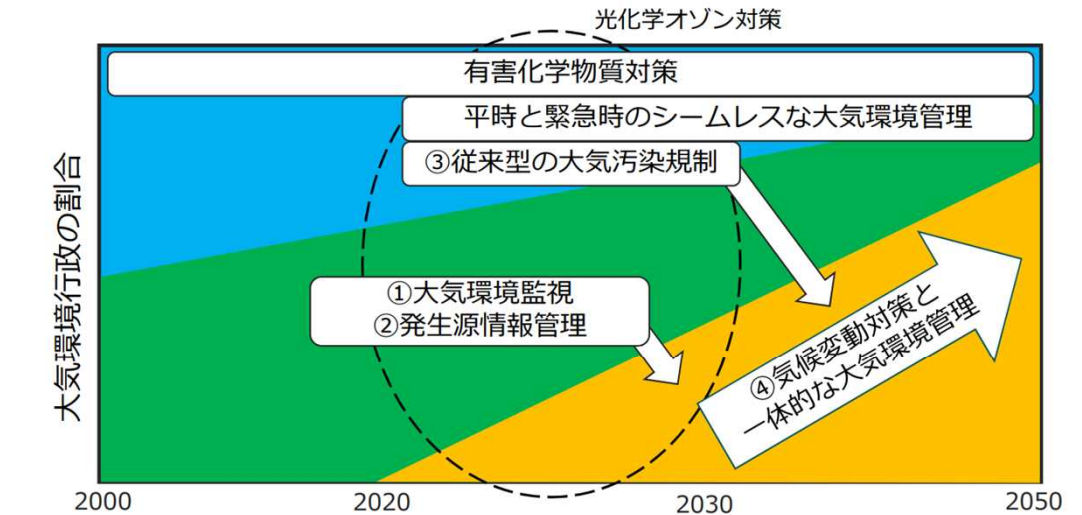 光化学オゾン対策
有害化学物質対策
平時と緊急時のシームレスな大気環境管理
③従来型の大気汚染規制
大気環境行政の割合
①大気環境監視
②発生源情報管理
④気候変動対策と
一体的な大気環境管理
2000
2020
2030
2050